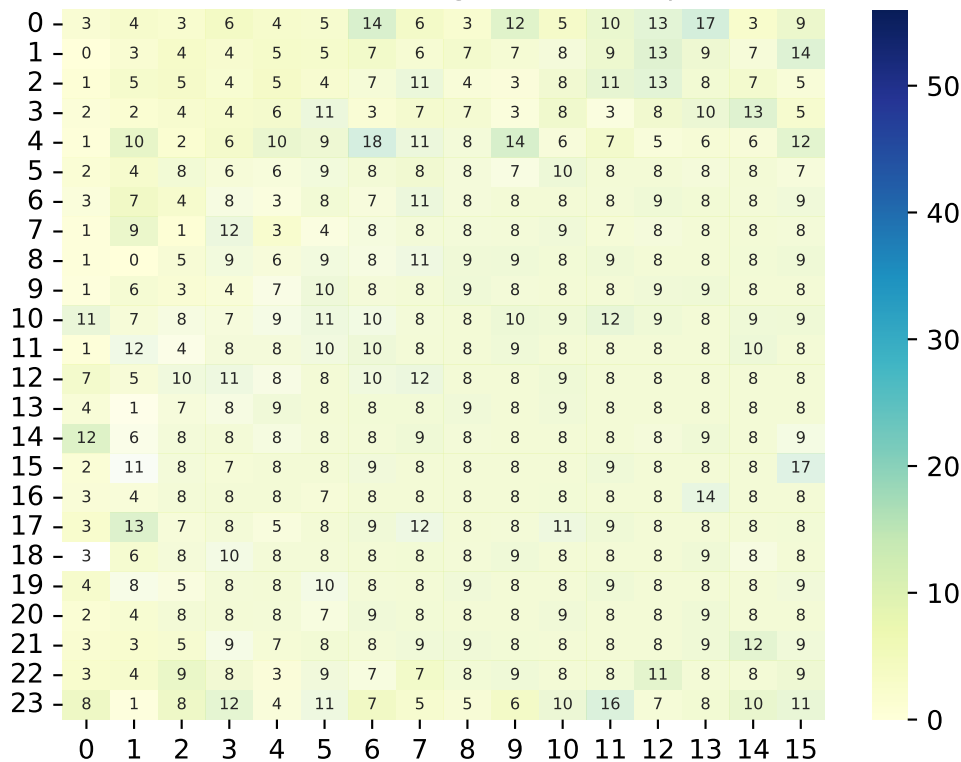 0 3 4 3 6 4 5 14 6 3 12 5 10 13 17 3 9
1 0 3 4 4 5 5 7 6 7 7 8 9 13 9 7 14
2 1 5 5 4 5 4 7 11 4 3 8 11 13 8 7 5
3 2 2 4 4 6 11 3 7 7 3 8 3 8 10 13 5
4 1 10 2 6 10 9 18 11 8 14 6 7 5 6 6 12
5 2 4 8 6 6 9 8 8 8 7 10 8 8 8 8 7
6 3 7 4 8 3 8 7 11 8 8 8 8 9 8 8 9
7 1 9 1 12 3 4 8 8 8 8 9 7 8 8 8 8
8 1 0 5 9 6 9 8 11 9 9 8 9 8 8 8 9
9 1 6 3 4 7 10 8 8 9 8 8 8 9 9 8 8
10 11 7 8 7 9 11 10 8 8 10 9 12 9 8 9 9
11 1 12 4 8 8 10 10 8 8 9 8 8 8 8 10 8
12 7 5 10 11 8 8 10 12 8 8 9 8 8 8 8 8
13 4 1 7 8 9 8 8 8 9 8 9 8 8 8 8 8
14 12 6 8 8 8 8 8 9 8 8 8 8 8 9 8 9
15 2 11 8 7 8 8 9 8 8 8 8 9 8 8 8 17
16 3 4 8 8 8 7 8 8 8 8 8 8 8 14 8 8
17 3 13 7 8 5 8 9 12 8 8 11 9 8 8 8 8
18 3 6 8 10 8 8 8 8 8 9 8 8 8 9 8 8
19 4 8 5 8 8 10 8 8 9 8 8 9 8 8 8 9
20 2 4 8 8 8 7 9 8 8 8 9 8 8 9 8 8
21 3 3 5 9 7 8 8 9 9 8 8 8 8 9 12 9
22 3 4 9 8 3 9 7 7 8 9 8 8 11 8 8 9
23 8 1 8 12 4 11 7 5 5 6 10 16 7 8 10 11
0 1 2 3 4 5 6 7 8 9 10 11 12 13 14 15
50
40
30
20
10
0